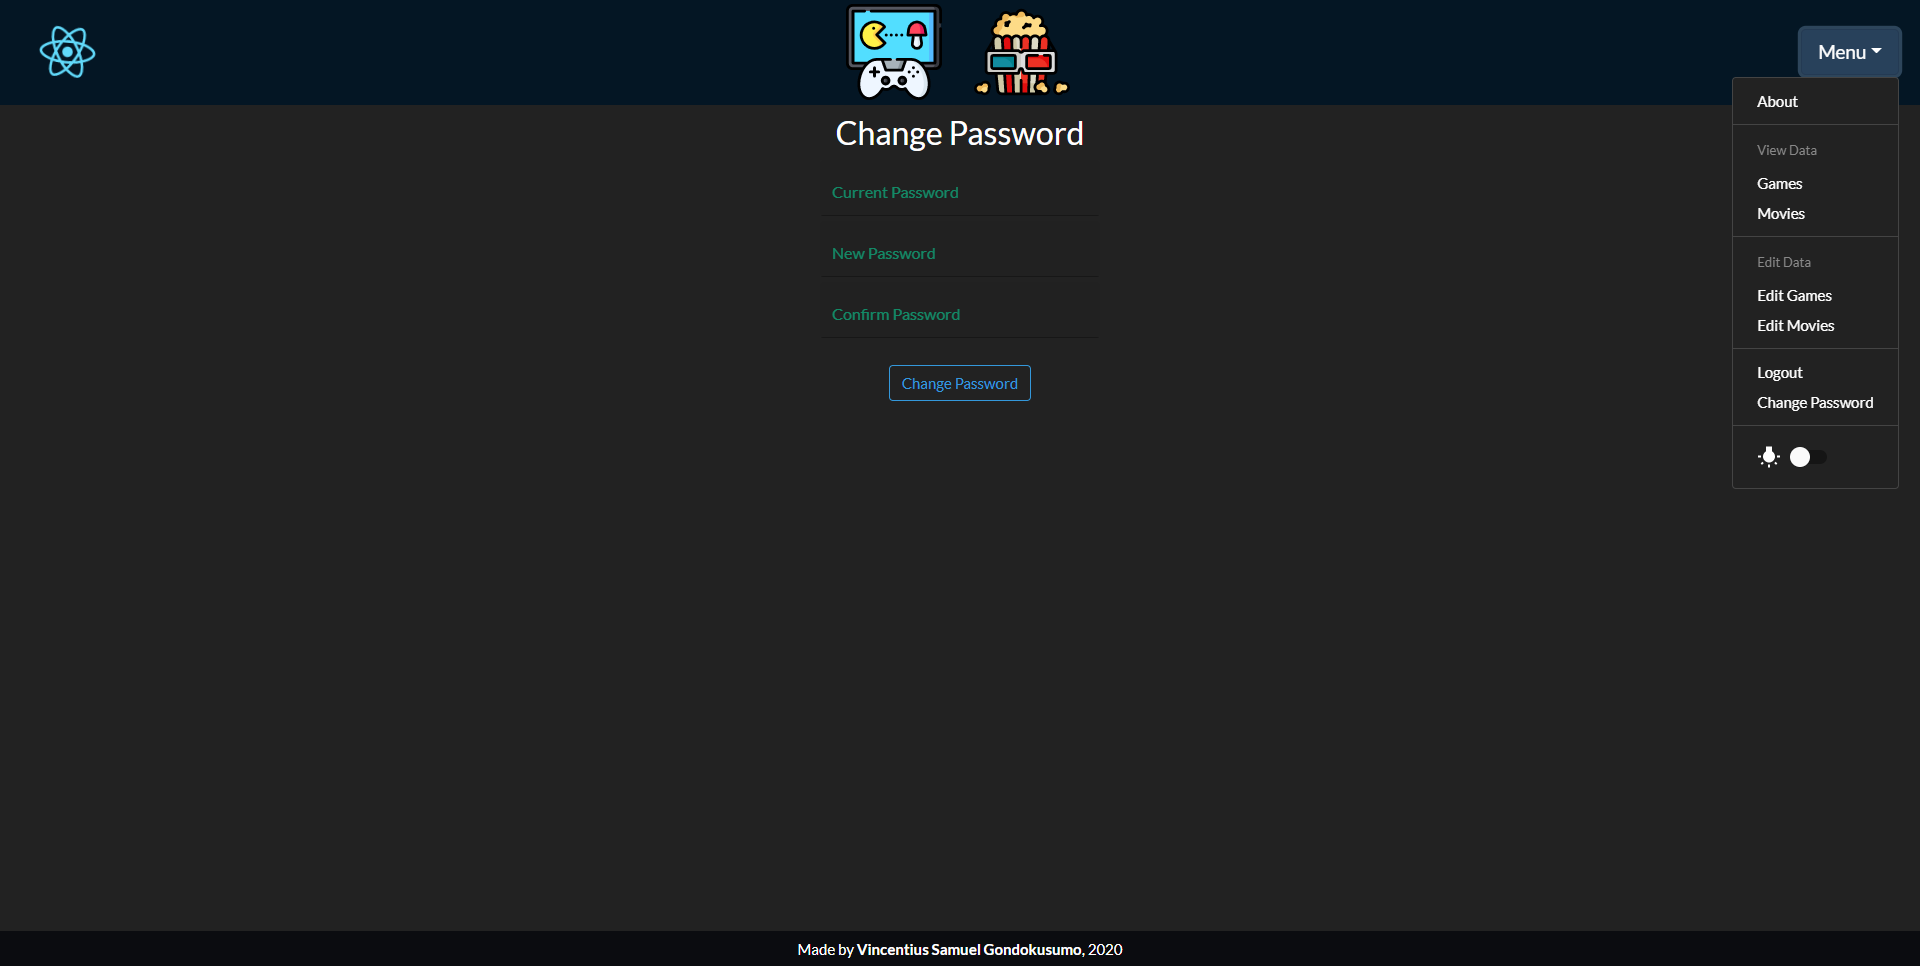 Menu
About
View Data
Games
Movies
Edit Data
Edit Games
Edit Movies
Logout
Change Password
Change Password
Current Password
New Password
Confirm Password
Change Password
Made by Vincentius Samuel Gondokusumo, 2020